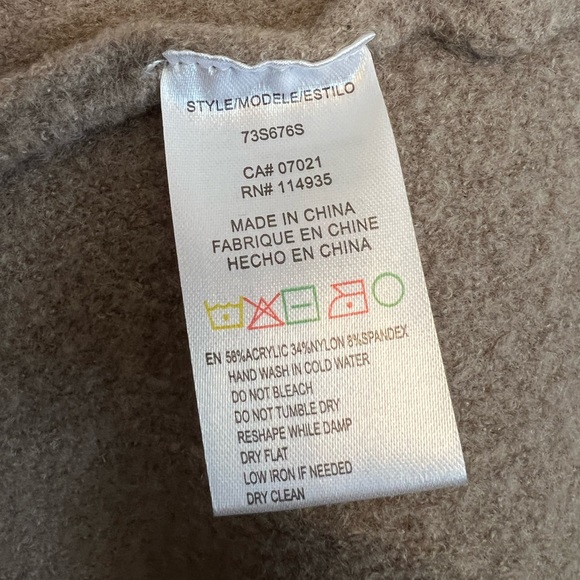 STYLE/MODELE/ESTILO
73S676S
CA# 07021
RN# 114935
MADE IN CHINA
FABRIQUE EN CHINE
HECHO EN CHINA
EN 58%ACRYLIC 34%NYLON 8%SPANDEX
HAND WASH IN COLD WATER
DO NOT BLEACH
DO NOT TUMBLE DRY
RESHAPE WHILE DAMP
DRY FLAT
LOW IRON IF NEEDED
DRY CLEAN